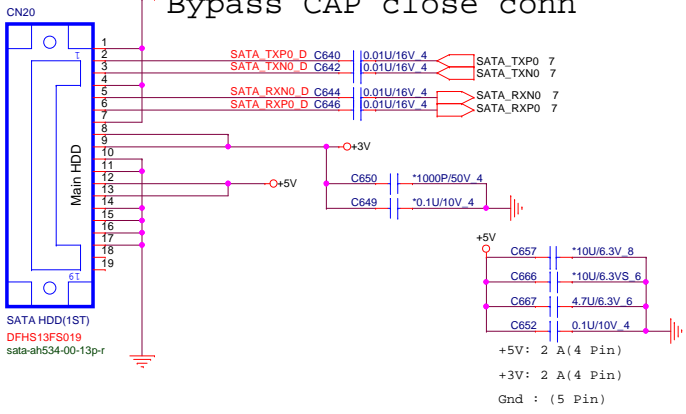 Bypass CAP close conn
CN20
1
1
2
3
4
5
6
7
8
9
10
11
12
13
14
15
16
17
18
19
19
Main HDD
SATA_TXP0_D C640 0.01U/16V_4 SATA_TXP0 7
SATA_TXN0_D C642 0.01U/16V_4 SATA_TXN0 7
SATA_RXN0_D C644 0.01U/16V_4 SATA_RXN0 7
SATA_RXP0_D C646 0.01U/16V_4 SATA_RXP0 7
+3V
+5V
C650 *1000P/50V_4
C649 *0.1U/10V_4
+5V
C657 *10U/6.3V_8
C666 *10U/6.3VS_6
C667 4.7U/6.3V_6
C652 0.1U/10V_4
SATA HDD(1ST)
DFHS13FS019
sata-ah534-00-13p-r
+5V: 2 A(4 Pin)
+3V: 2 A(4 Pin)
Gnd : (5 Pin)